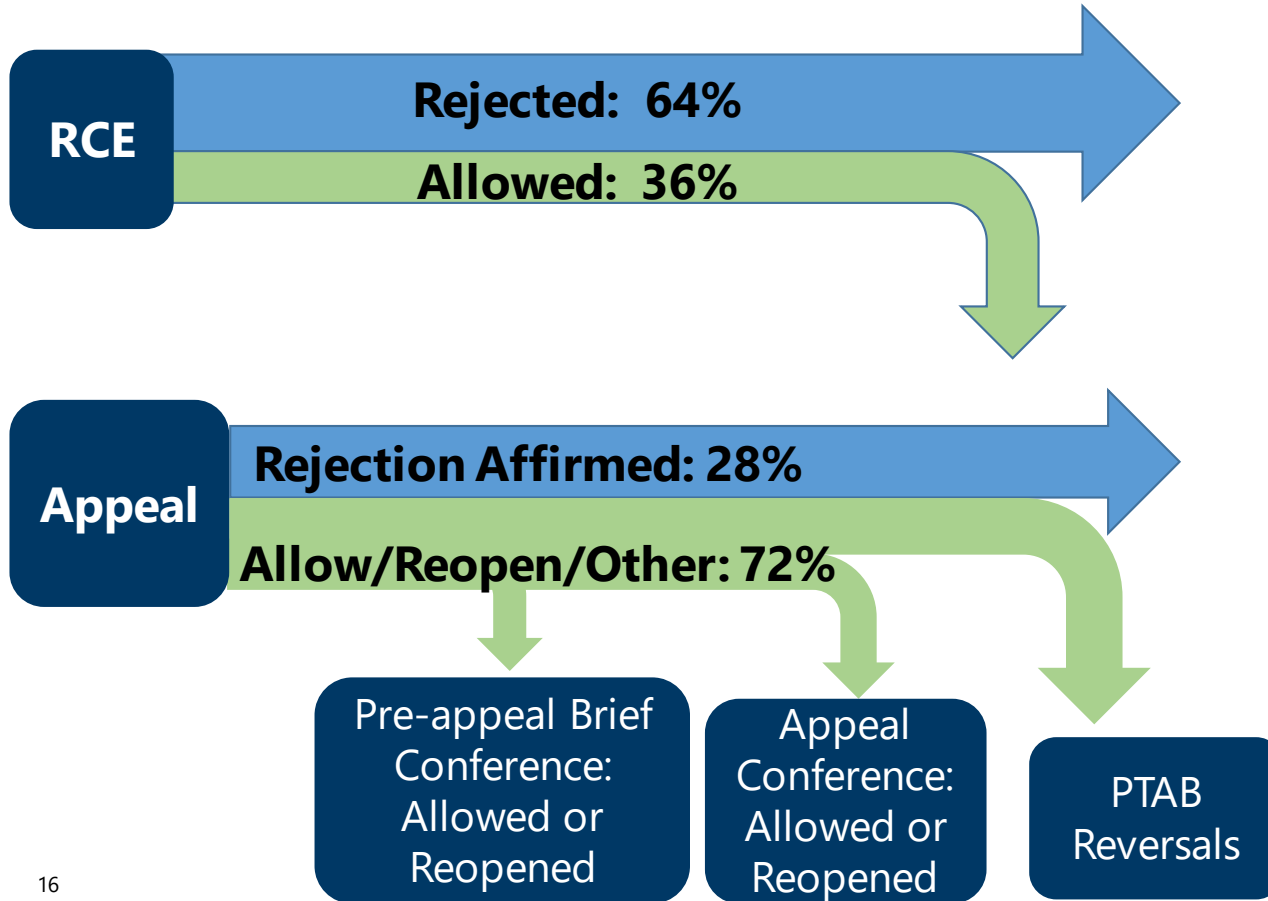 RCE
Rejected: 64%
Allowed: 36%
Appeal
Rejection Affirmed: 28%
Allow/Reopen/Other: 72%
Pre-appeal Brief
Conference:
Allowed or
Reopened
Appeal
Conference:
Allowed or
Reopened
PTAB
Reversals
16